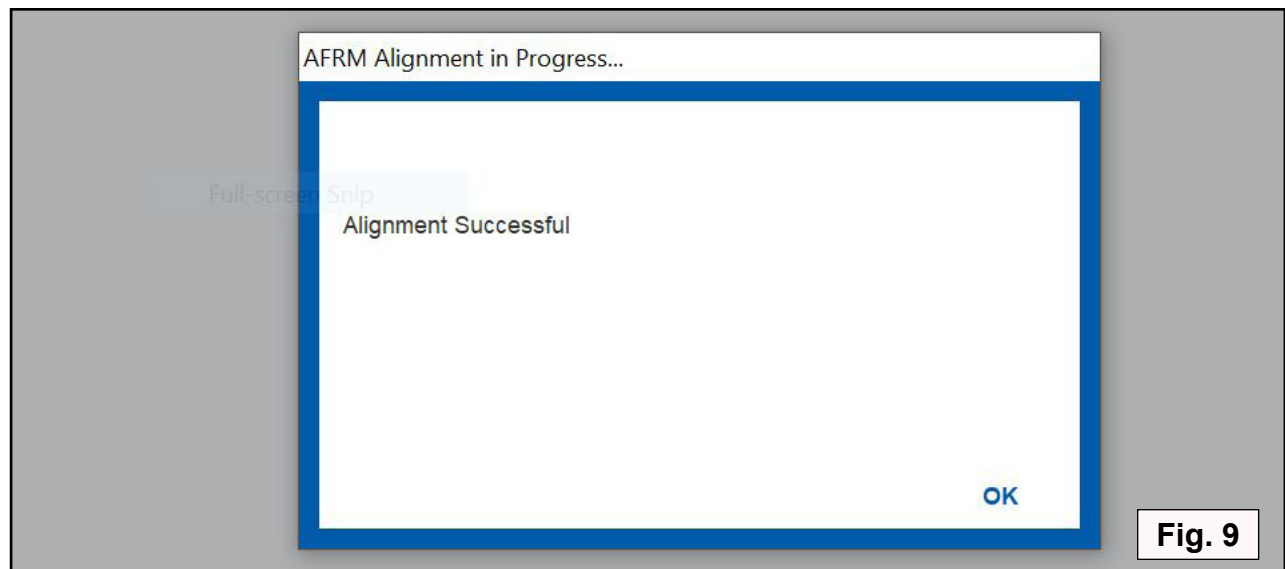 AFRM Alignment in Progress...
Full-screen Snip
Alignment Successful
OK
Fig. 9